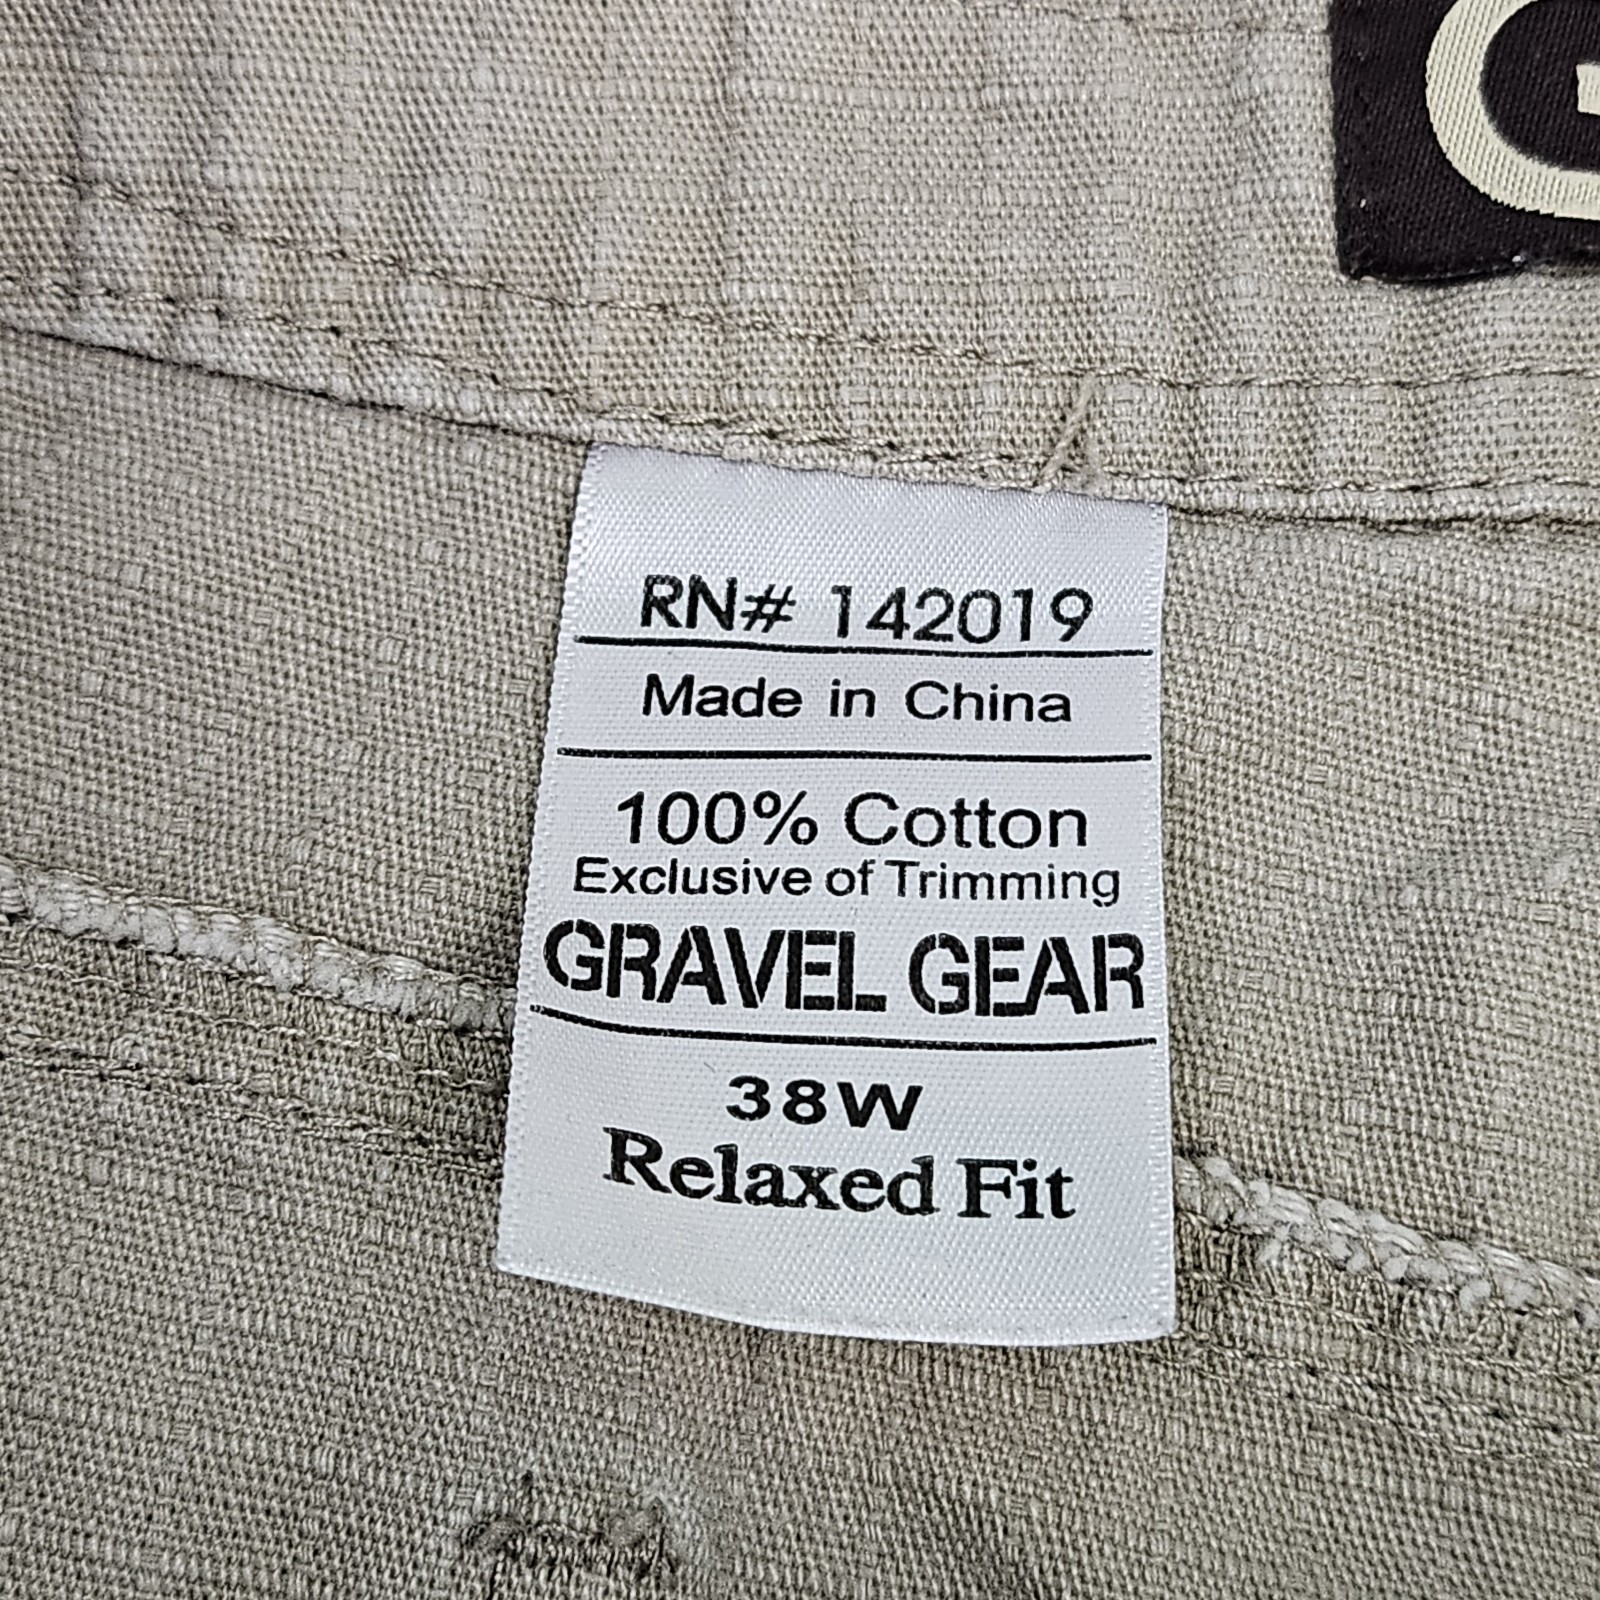 G
RN# 142019
Made in China
100% Cotton
Exclusive of Trimming
GRAVEL GEAR
38W
Relaxed Fit